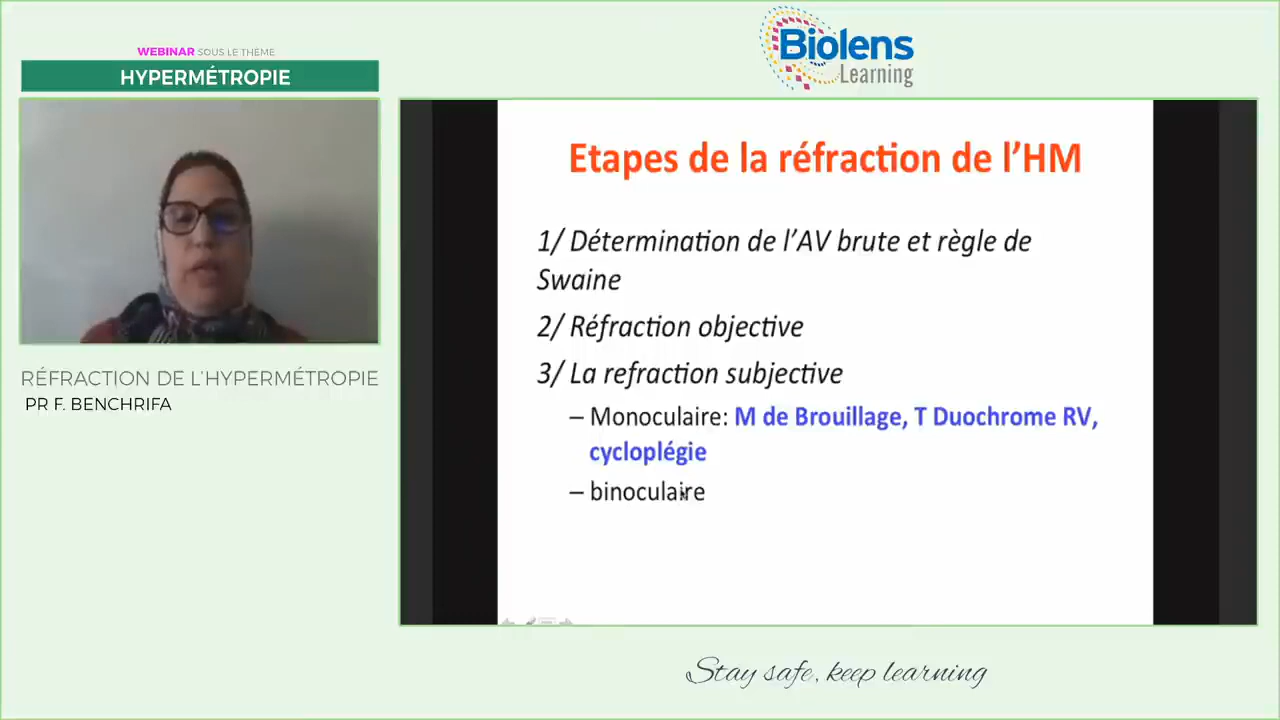 WEBINAR SOUS LE THÈME
HYPERMÉTROPIE
RÉFRACTION DE L'HYPERMÉTROPIE
PR F. BENCHRIFA
Biolens
Learning
Etapes de la réfraction de l'HM
1/ Détermination de l'AV brute et règle de
Swaine
2/ Réfraction objective
3/ La refraction subjective
– Monoculaire: M de Brouillage, T Duochrome RV,
cycloplégie
– binoculaire
Stay safe, keep learning